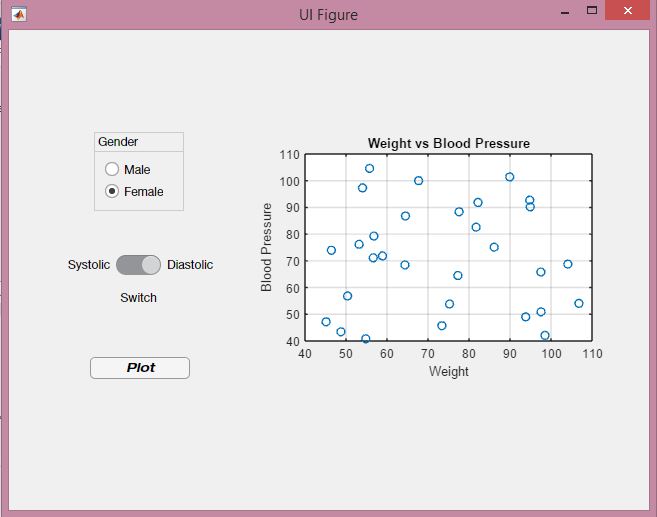 UI Figure
Gender
Male
Female
Systolic
Diastolic
Switch
Plot
Weight vs Blood Pressure
110
100
90
80
70
60
50
40
Blood Pressure
40 50 60 70 80 90 100 110
Weight